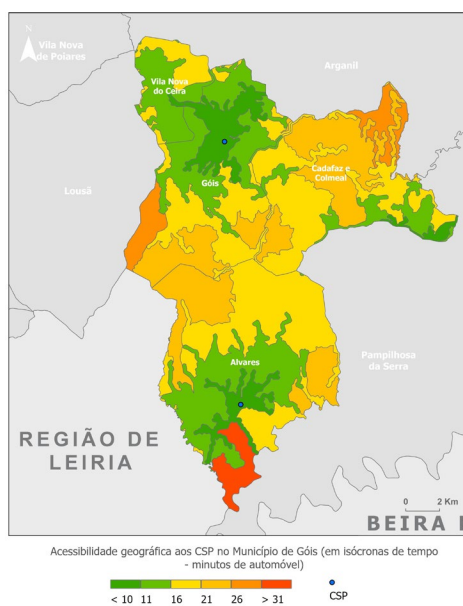 N
Vila Nova
de Poiares
Arganil
Vila Nova
do Ceira
Lousã
Góis
Cadafaz e
Colmeal
Alvares
Pampilhosa
da Serra
REGIÃO DE
LEIRIA
0 2 Km
BEIRA
Acessibilidade geográfica aos CSP no Município de Góis (em isócronas de tempo
- minutos de automóvel)
< 10 11 16 21 26 > 31
CSP